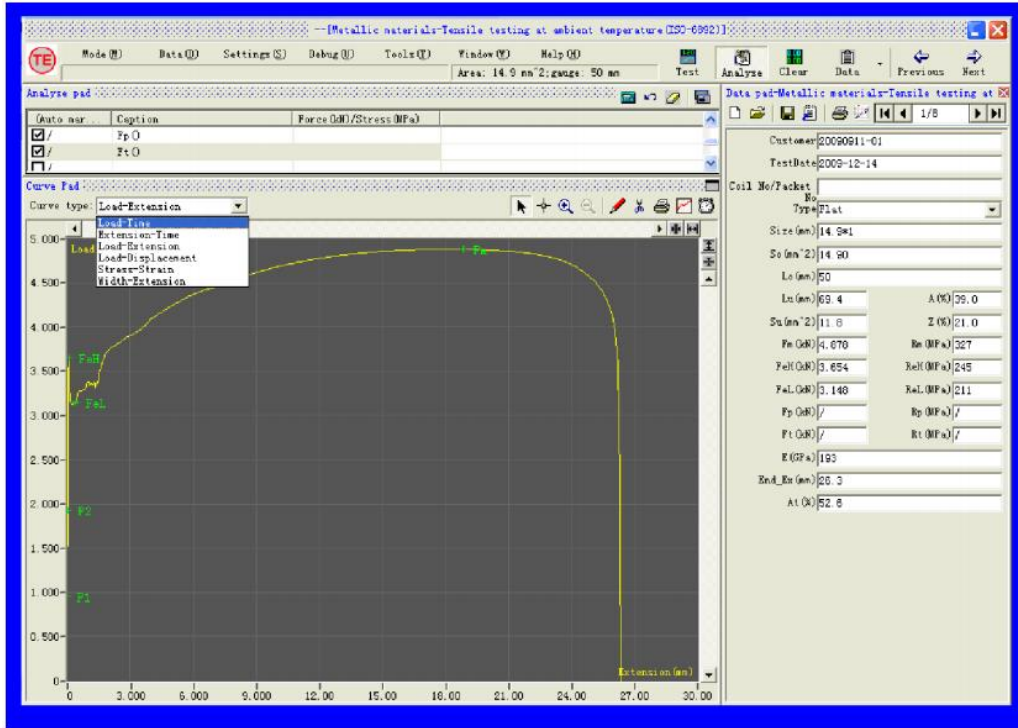 --[Metallic materials-Tensile testing at ambient temperature(ISO-6892)]
TE
Mode(M) Data(D) Settings(S) Debug(U) Tools(T) Window(W) Help(H)
Area: 14.9 mm^2;gauge: 50 mm
Test Analyse Clear Data Previous Next
Analyse pad
(Auto mar... Caption Force(kN)/Stress(MPa)
/ Fp()
/ Ft()
/
Curve Pad
Curve type: Load-Extension
Load-Time
Extension-Time
Load-Extension
Load-Displacement
Stress-Strain
Width-Extension
Load
5.000
4.500
4.000
3.500
3.000
2.500
2.000
1.500
1.000
0.500
0
Fm
FeH
FeL
F2
F1
Extension(mm)
0 3.000 6.000 9.000 12.00 15.00 18.00 21.00 24.00 27.00 30.00
Data pad-Metallic materials-Tensile testing at
1/8
Customer 20090911-01
TestDate 2009-12-14
Coil No/Packet No
Type Flat
Size(mm) 14.9*1
So(mm^2) 14.90
Lo(mm) 50
Lu(mm) 69.4 A(%) 39.0
Su(mm^2) 11.8 Z(%) 21.0
Fm(kN) 4.878 Rm(MPa) 327
FeH(kN) 3.654 ReH(MPa) 245
FeL(kN) 3.148 ReL(MPa) 211
Fp(kN) / Rp(MPa) /
Ft(kN) / Rt(MPa) /
E(GPa) 193
End_Ex(mm) 26.3
At(%) 52.6